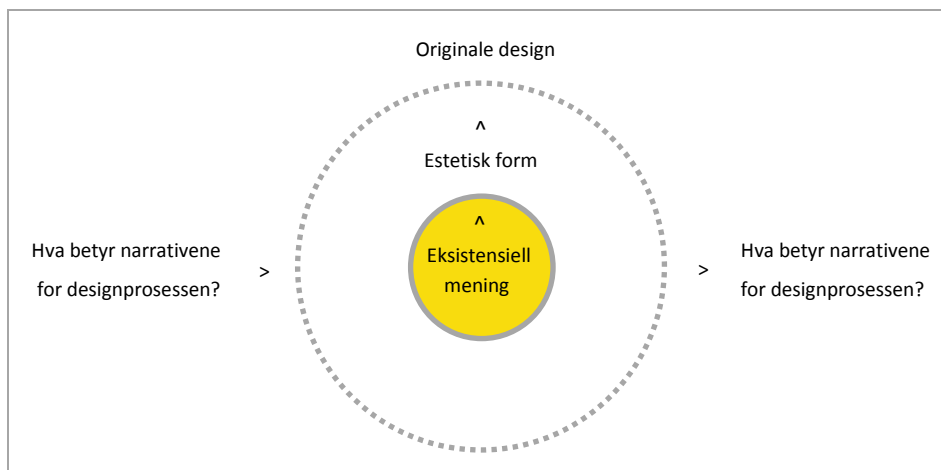 Originale design
^
Estetisk form
^
Eksistensiell
mening
Hva betyr narrativene
for designprosessen?
>
>
Hva betyr narrativene
for designprosessen?